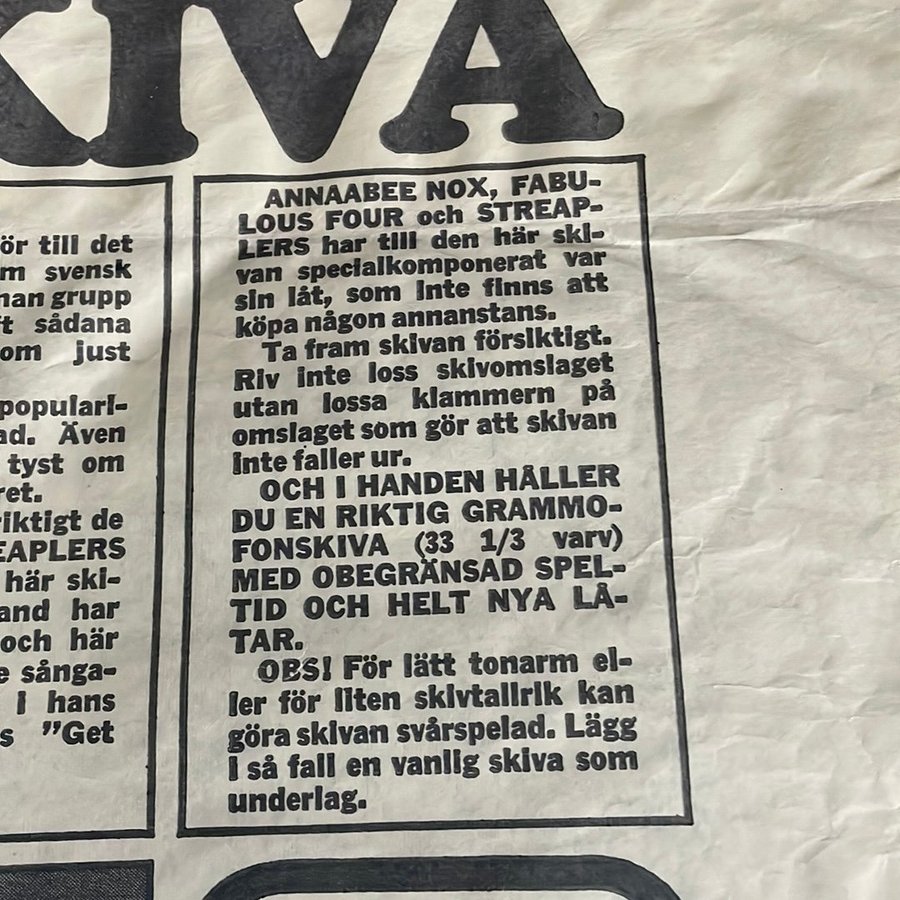 KIVA
ör till det
m svensk
nan grupp
t sådana
om just
populari-
ad. Även
tyst om
ret.
riktigt de
EAPLERS
här ski-
and har
och här
e sånga-
i hans
s ”Get
ANNAABEE NOX, FABU-
LOUS FOUR och STREAP-
LERS har till den här ski-
van specialkomponerat var
sin låt, som inte finns att
köpa någon annanstans.
Ta fram skivan försiktigt.
Riv inte loss skivomslaget
utan lossa klammern på
omslaget som gör att skivan
inte faller ur.
OCH I HANDEN HÅLLER
DU EN RIKTIG GRAMMO-
FONSKIVA (33 1/3 varv)
MED OBEGRÄNSAD SPEL-
TID OCH HELT NYA LÅ-
TAR.
OBS! För lätt tonarm el-
ler för liten skivtallrik kan
göra skivan svårspelad. Lägg
i så fall en vanlig skiva som
underlag.